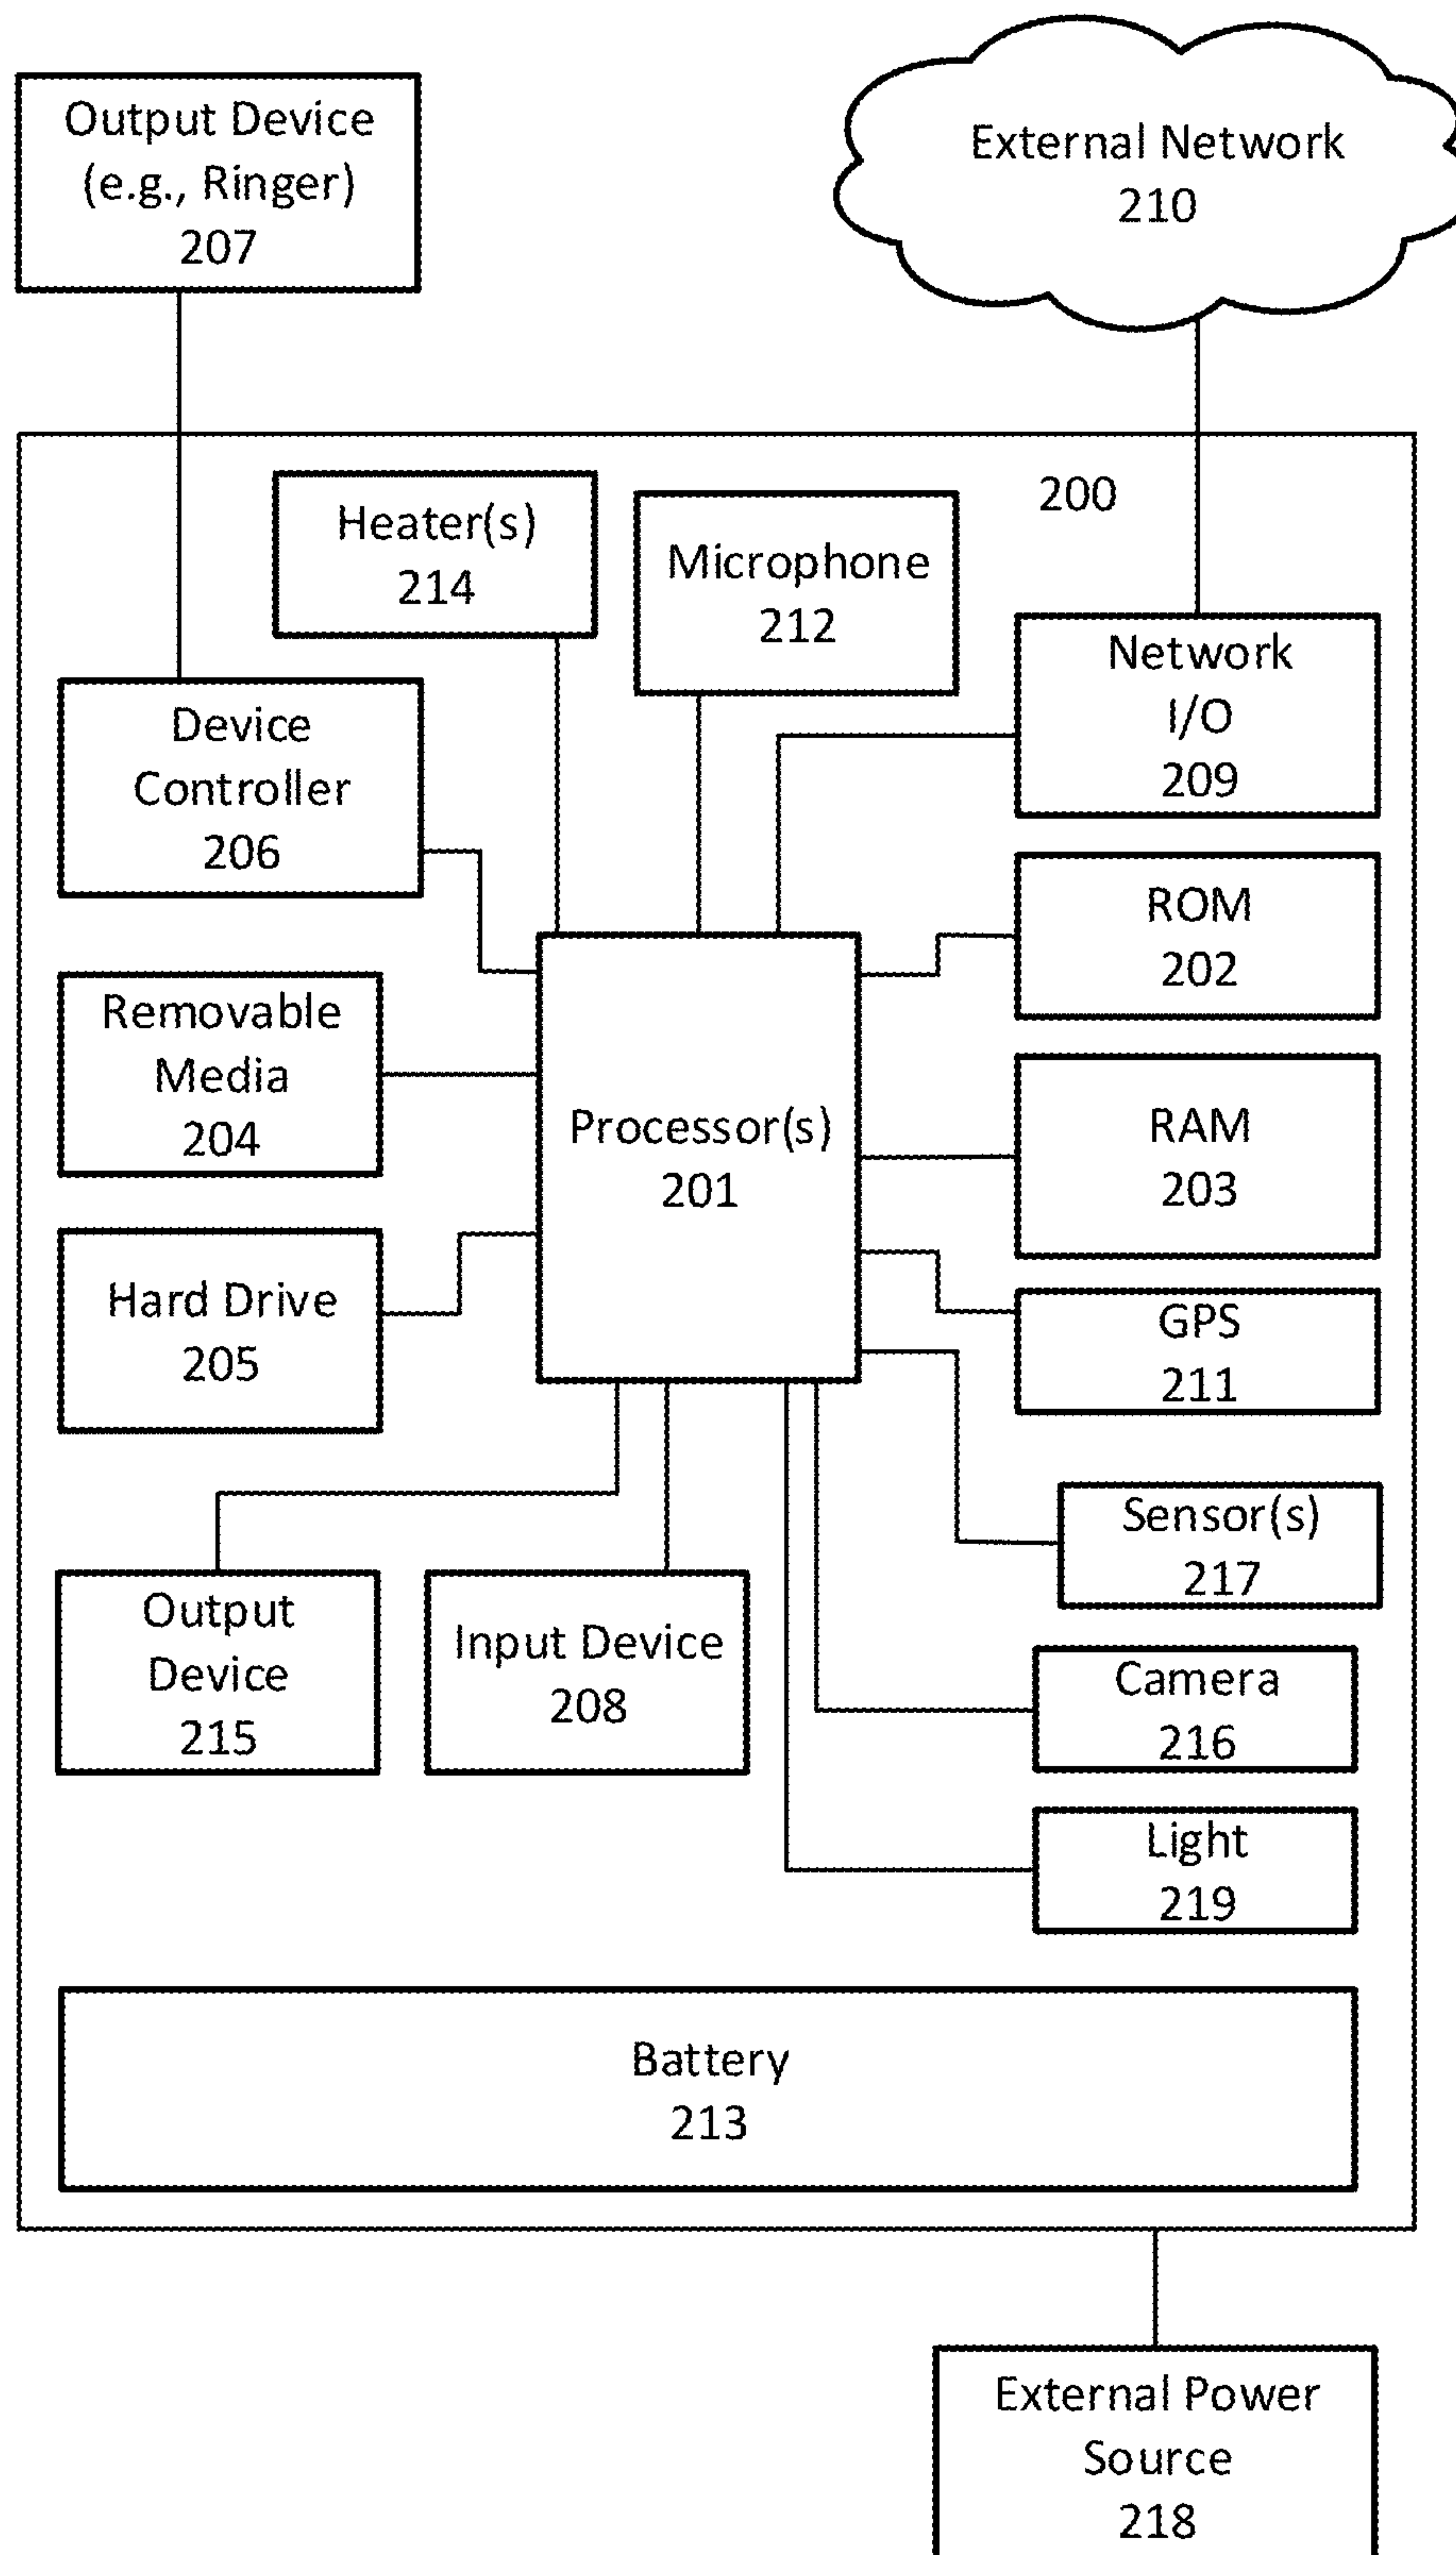 Output Device
(e.g., Ringer)
207
External Network
210
200
Heater(s)
214
Microphone
212
Network
I/O
209
Device
Controller
206
ROM
202
Removable
Media
204
Processor(s)
201
RAM
203
Hard Drive
205
GPS
211
Sensor(s)
217
Output
Device
215
Input Device
208
Camera
216
Light
219
Battery
213
External Power
Source
218